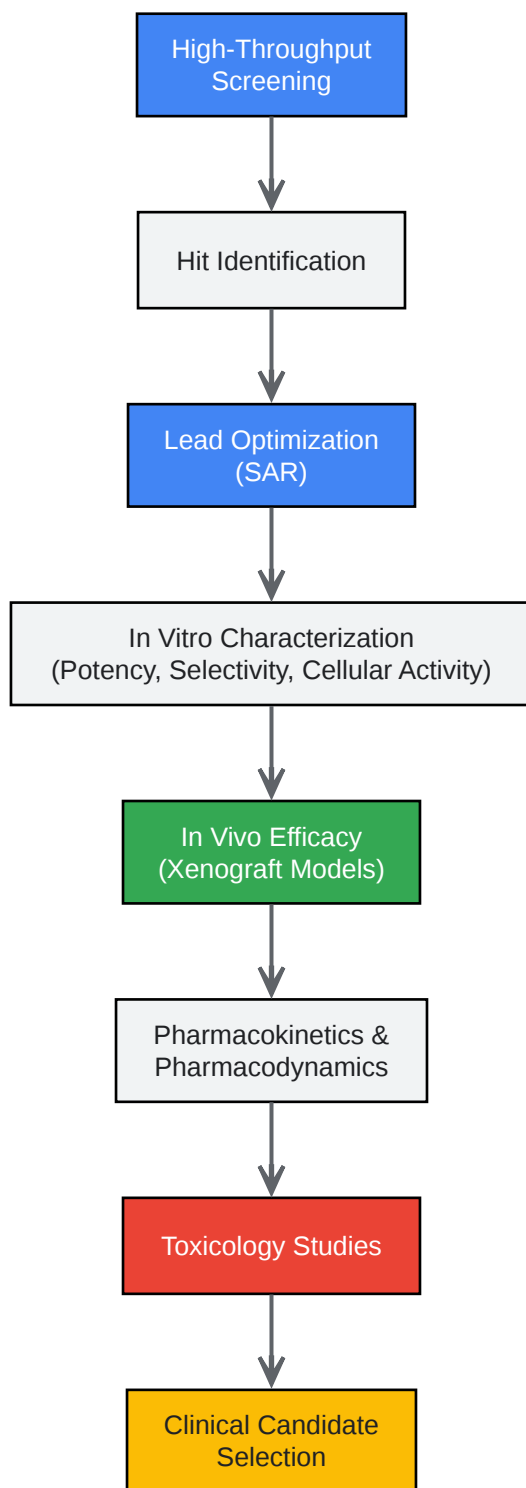 High-Throughput
Screening
Hit Identification
Lead Optimization
(SAR)
In Vitro Characterization
(Potency, Selectivity, Cellular Activity)
In Vivo Efficacy
(Xenograft Models)
Pharmacokinetics &
Pharmacodynamics
Toxicology Studies
Clinical Candidate
Selection